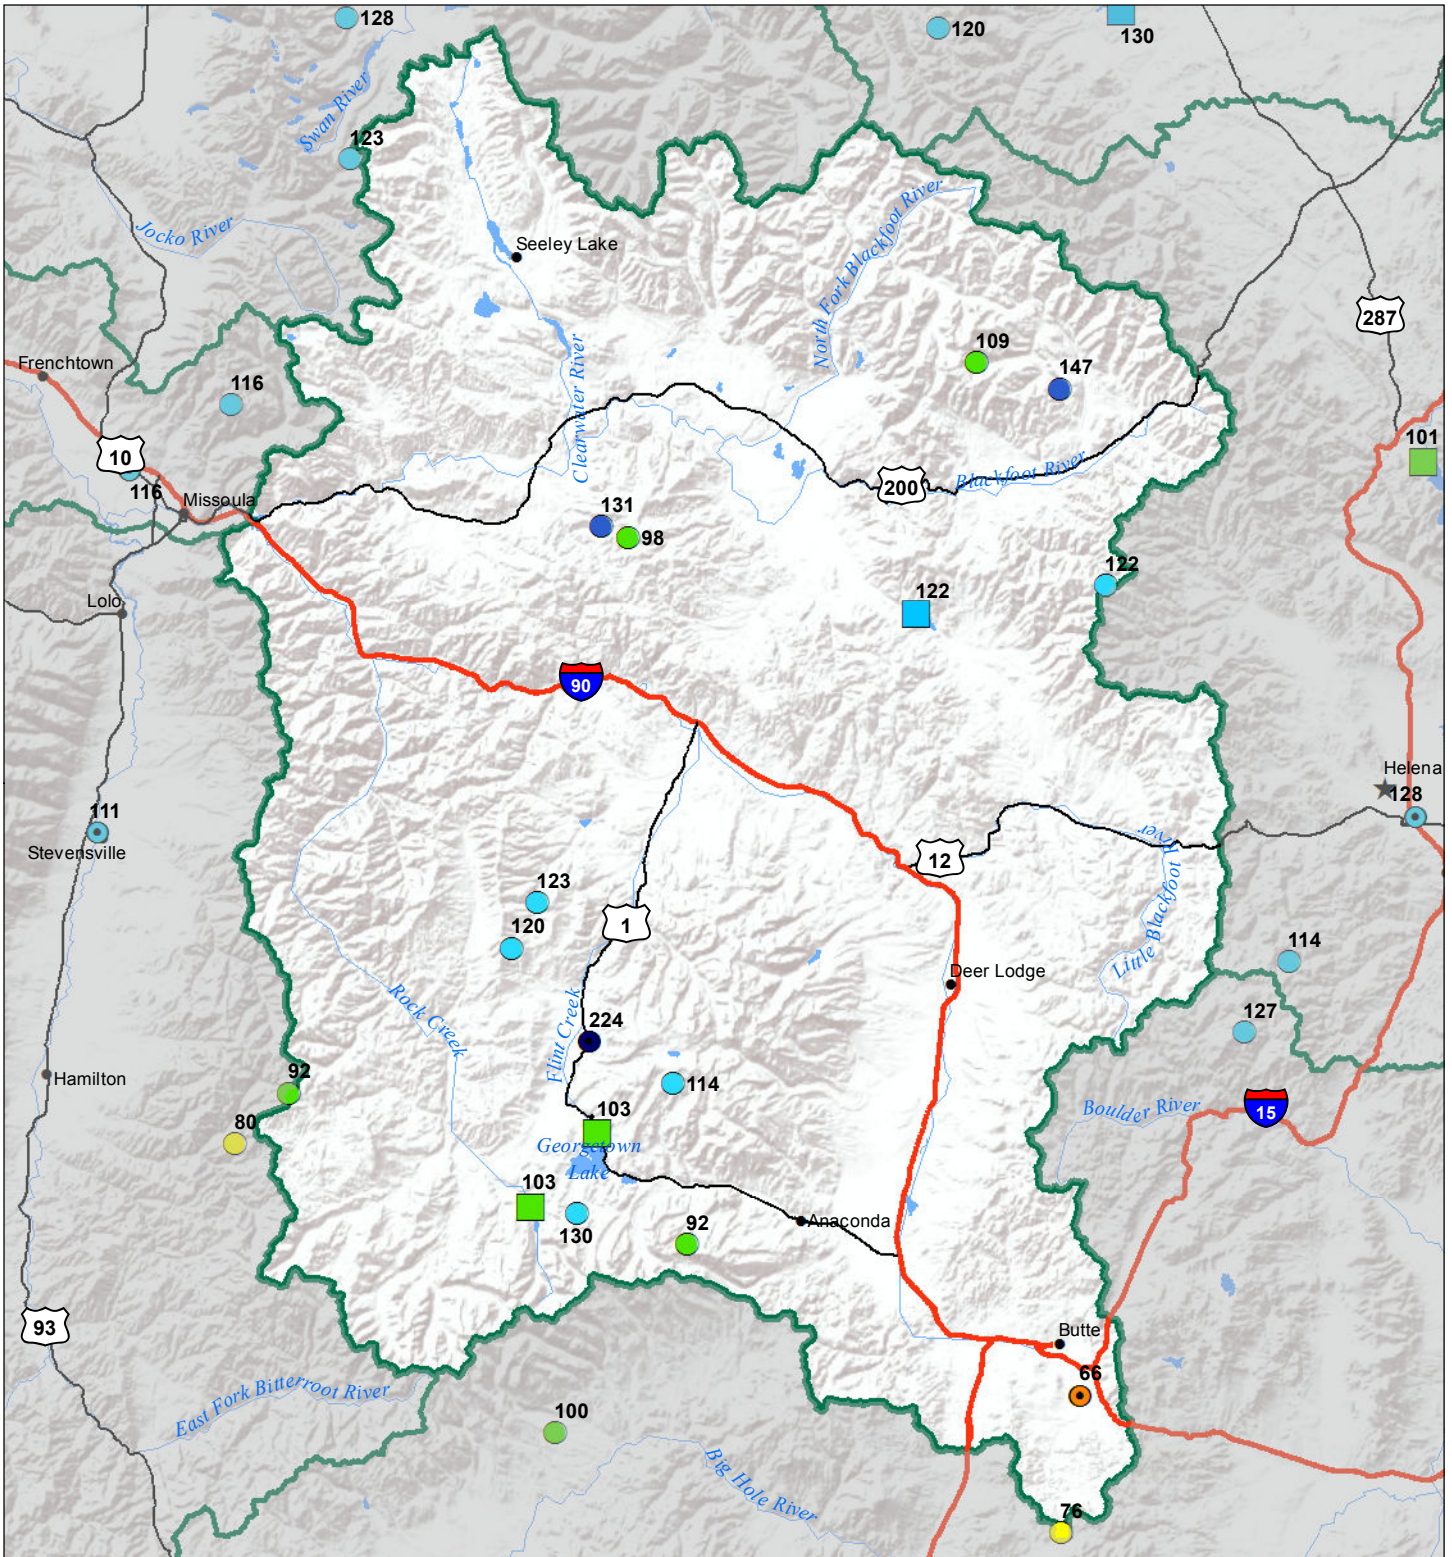 128
120
130
Swan River
123
Jocko River
Seeley Lake
North Fork Blackfoot River
287
Frenchtown
116
109
147
Clearwater River
10
116
Missoula
200
Blackfoot River
101
131
98
122
122
Lolo
90
Helena
128
111
Stevensville
12
Little Blackfoot River
123
120
1
114
Deer Lodge
Rock Creek
Flint Creek
224
127
Hamilton
92
114
80
103
Boulder River
15
Georgetown
Lake
103
130
92
Anaconda
93
Butte
66
East Fork Bitterroot River
100
Big Hole River
76